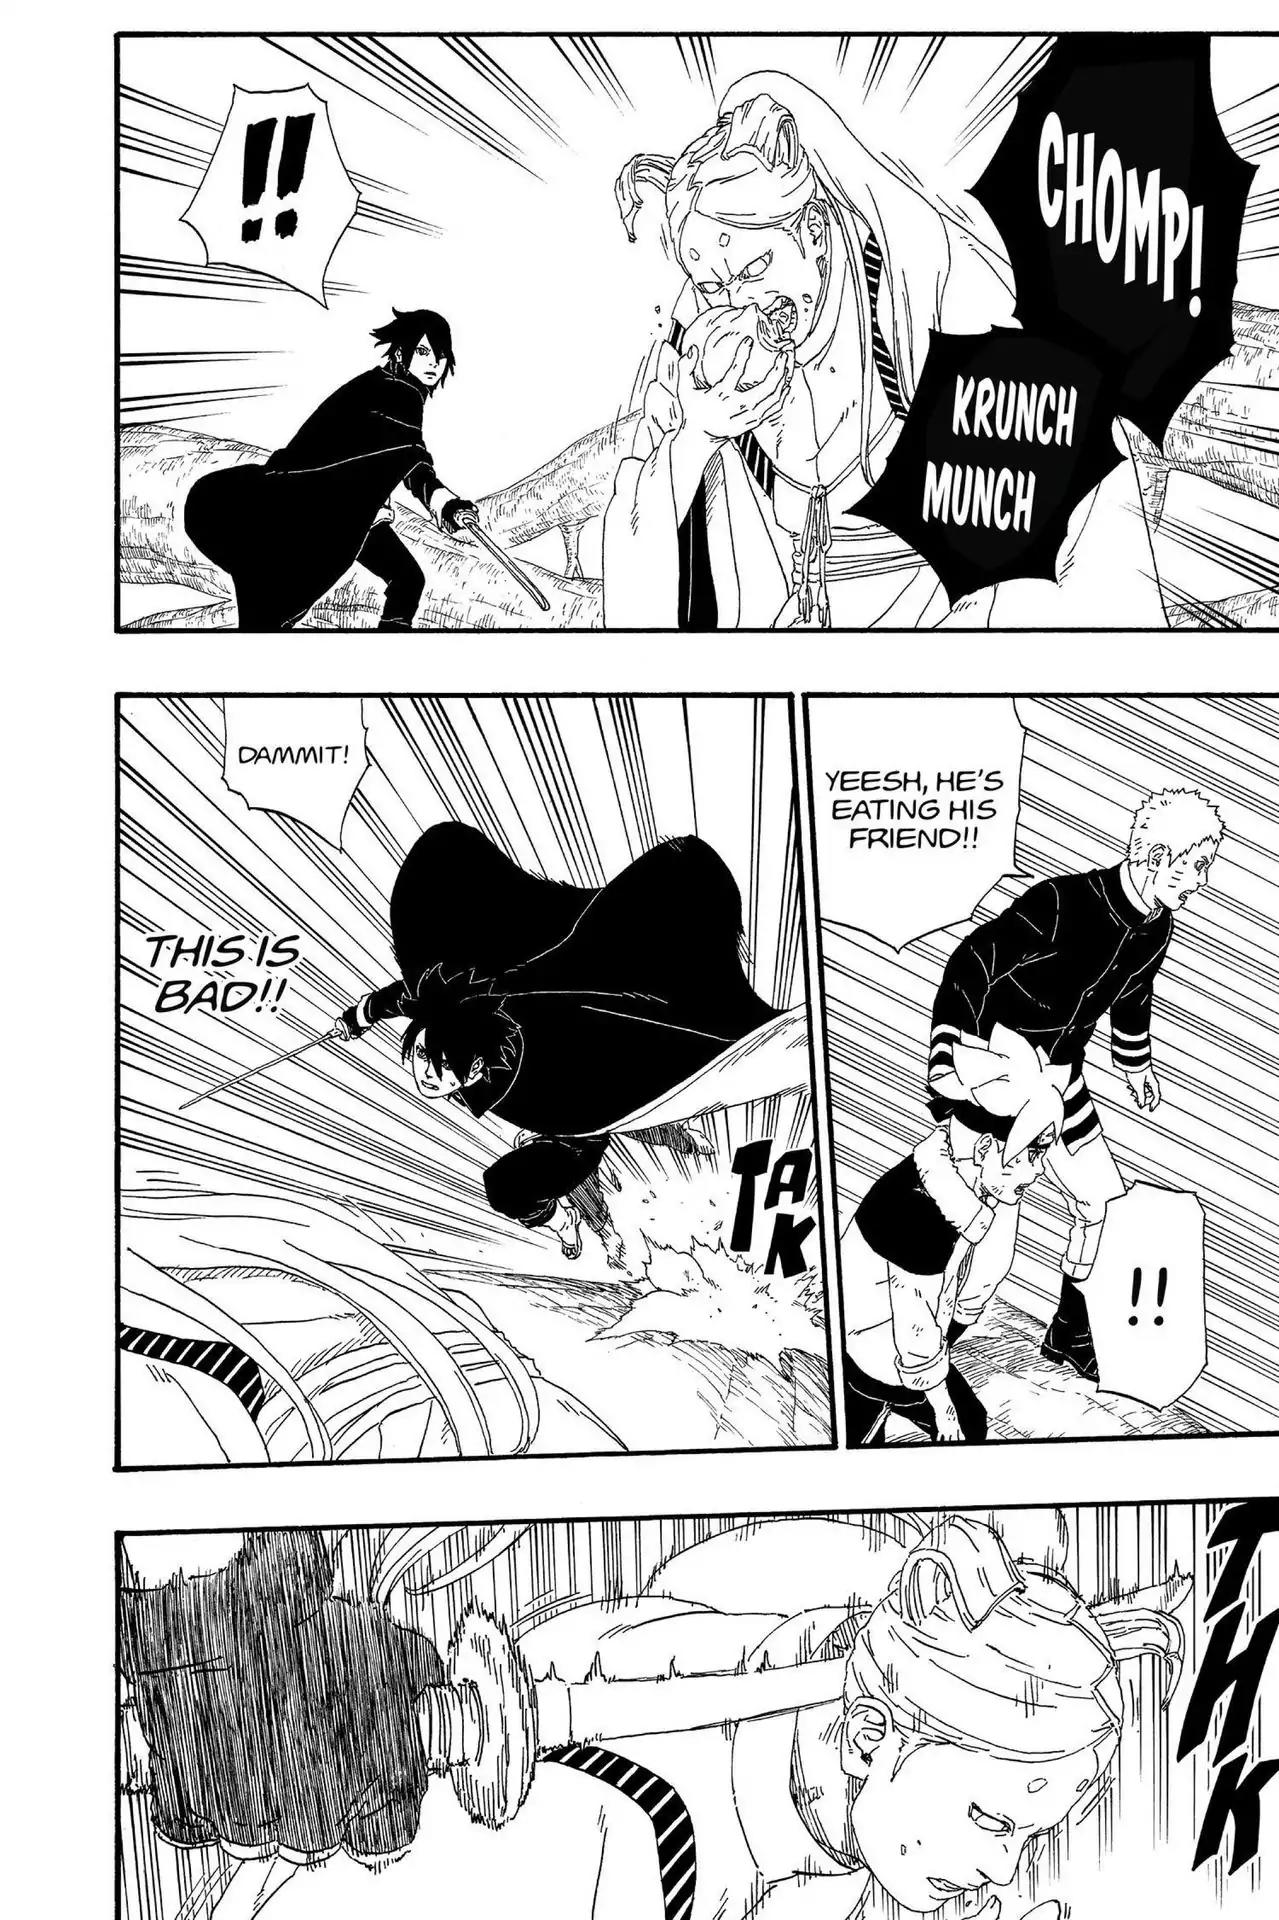 CHOMP!
KRUNCH
MUNCH
!!
YEESH, HE'S
EATING HIS
FRIEND!!
!!
DAMMIT!
THIS IS
BAD!!
TAK
THK